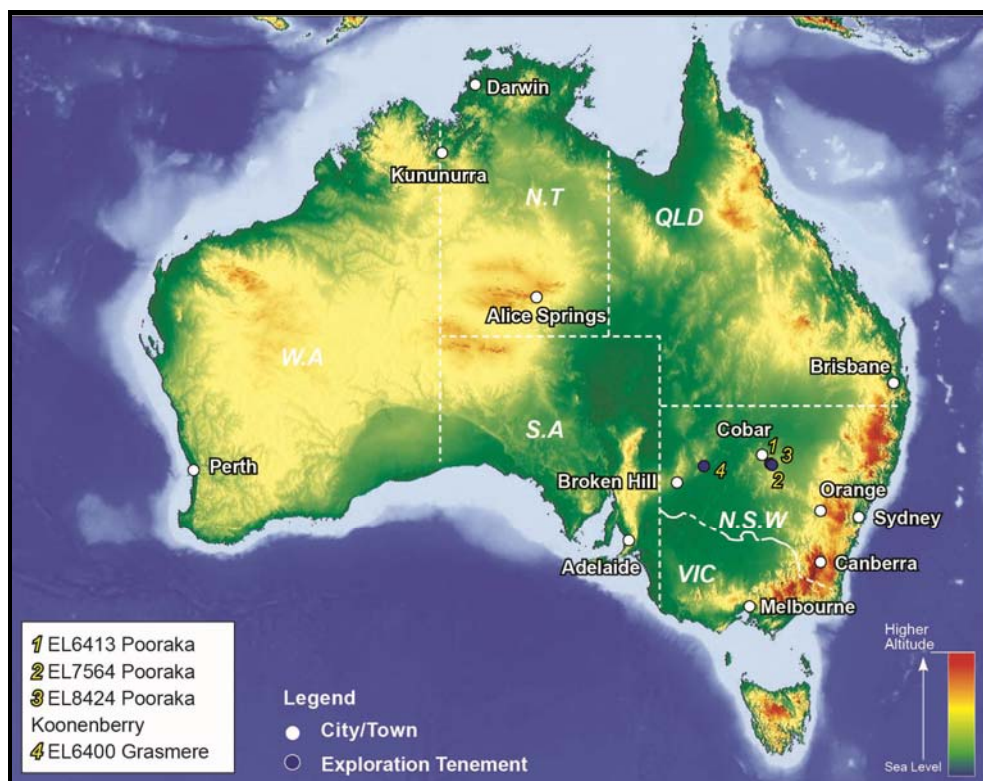 Darwin
Kununurra
N.T
QLD
Alice Springs
W.A
Brisbane
S.A
Cobar
1
3
4
2
Perth
Broken Hill
Orange
N.S.W
Sydney
Adelaide
VIC
Canberra
Melbourne
1 EL6413 Pooraka
2 EL7564 Pooraka
3 EL8424 Pooraka
Koonenberry
4 EL6400 Grasmere
Legend
City/Town
Exploration Tenement
Higher
Altitude
Sea Level